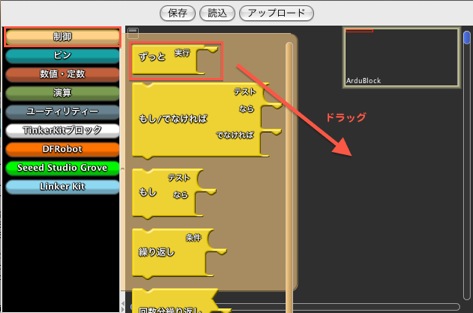 保存 読込 アップロード
制御
ピン
数値・定数
演算
ユーティリティー
TinkerKitブロック
DFRobot
Seeed Studio Grove
Linker Kit
ずっと 実行
もし/でなければ テスト
なら
でなければ
もし テスト
なら
繰り返し 条件
回数分繰り返し
ArduBlock
ドラッグ